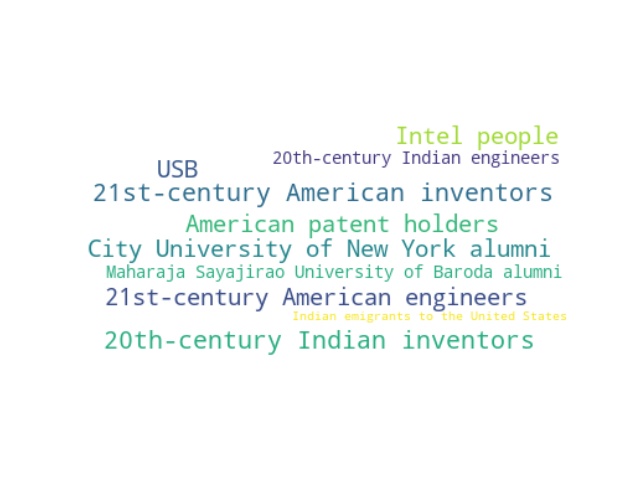 Intel people
20th-century Indian engineers
USB
21st-century American inventors
American patent holders
City University of New York alumni
Maharaja Sayajirao University of Baroda alumni
21st-century American engineers
Indian emigrants to the United States
20th-century Indian inventors